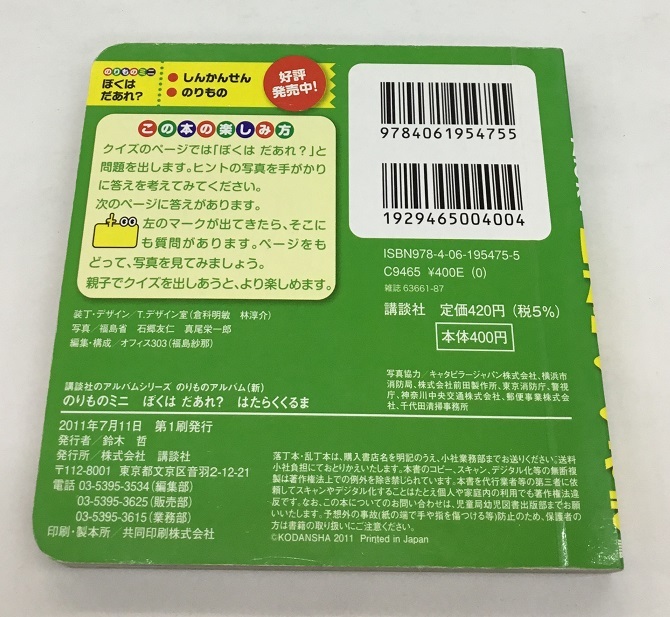 のりものミニ
ぼくは
だあれ?
● しんかんせん
● のりもの
好評
発売中!
この本の楽しみ方
クイズのページでは「ぼくは だあれ?」と
問題を出します。ヒントの写真を手がかり
に答えを考えてみてください。
次のページに答えがあります。
左のマークが出てきたら、そこに
も質問があります。ページをも
どって、写真を見てみましょう。
親子でクイズを出しあうと、より楽しめます。
装丁・デザイン/T.デザイン室(倉科明敏 林淳介)
写真/福島省 石郷友仁 真尾栄一郎
編集・構成/オフィス303(福島紗那)
9784061954755
1929465004004
ISBN978-4-06-195475-5
C9465 ¥400E (0)
雑誌 63661-87
講談社 定価420円(税5%)
本体400円
写真協力/キャタピラージャパン株式会社、横浜市
消防局、株式会社前田製作所、東京消防庁、警視
庁、神奈川中央交通株式会社、郵便事業株式会
社、千代田清掃事務所
講談社のアルバムシリーズ のりものアルバム(新)
のりものミニ ぼくは だあれ? はたらくくるま
2011年7月11日 第1刷発行
発行者/鈴木 哲
発行所/株式会社 講談社
〒112-8001 東京都文京区音羽2-12-21
電話 03-5395-3534(編集部)
03-5395-3625(販売部)
03-5395-3615(業務部)
印刷・製本所/共同印刷株式会社
落丁本・乱丁本は、購入書店名を明記のうえ、小社業務部までお送りください。送料
小社負担にておとりかえいたします。本書のコピー、スキャン、デジタル化等の無断複
製は著作権法上での例外を除き禁じられています。本書を代行業者等の第三者に依
頼してスキャンやデジタル化することはたとえ個人や家庭内の利用でも著作権法違
反です。なお、この本についてのお問い合わせは、児童局幼児図書出版部までお願
いいたします。予想外の事故(紙の端で手や指を傷つける等)防止のため、保護者の
方は書籍の取り扱いにご注意ください。
©KODANSHA 2011 Printed in Japan